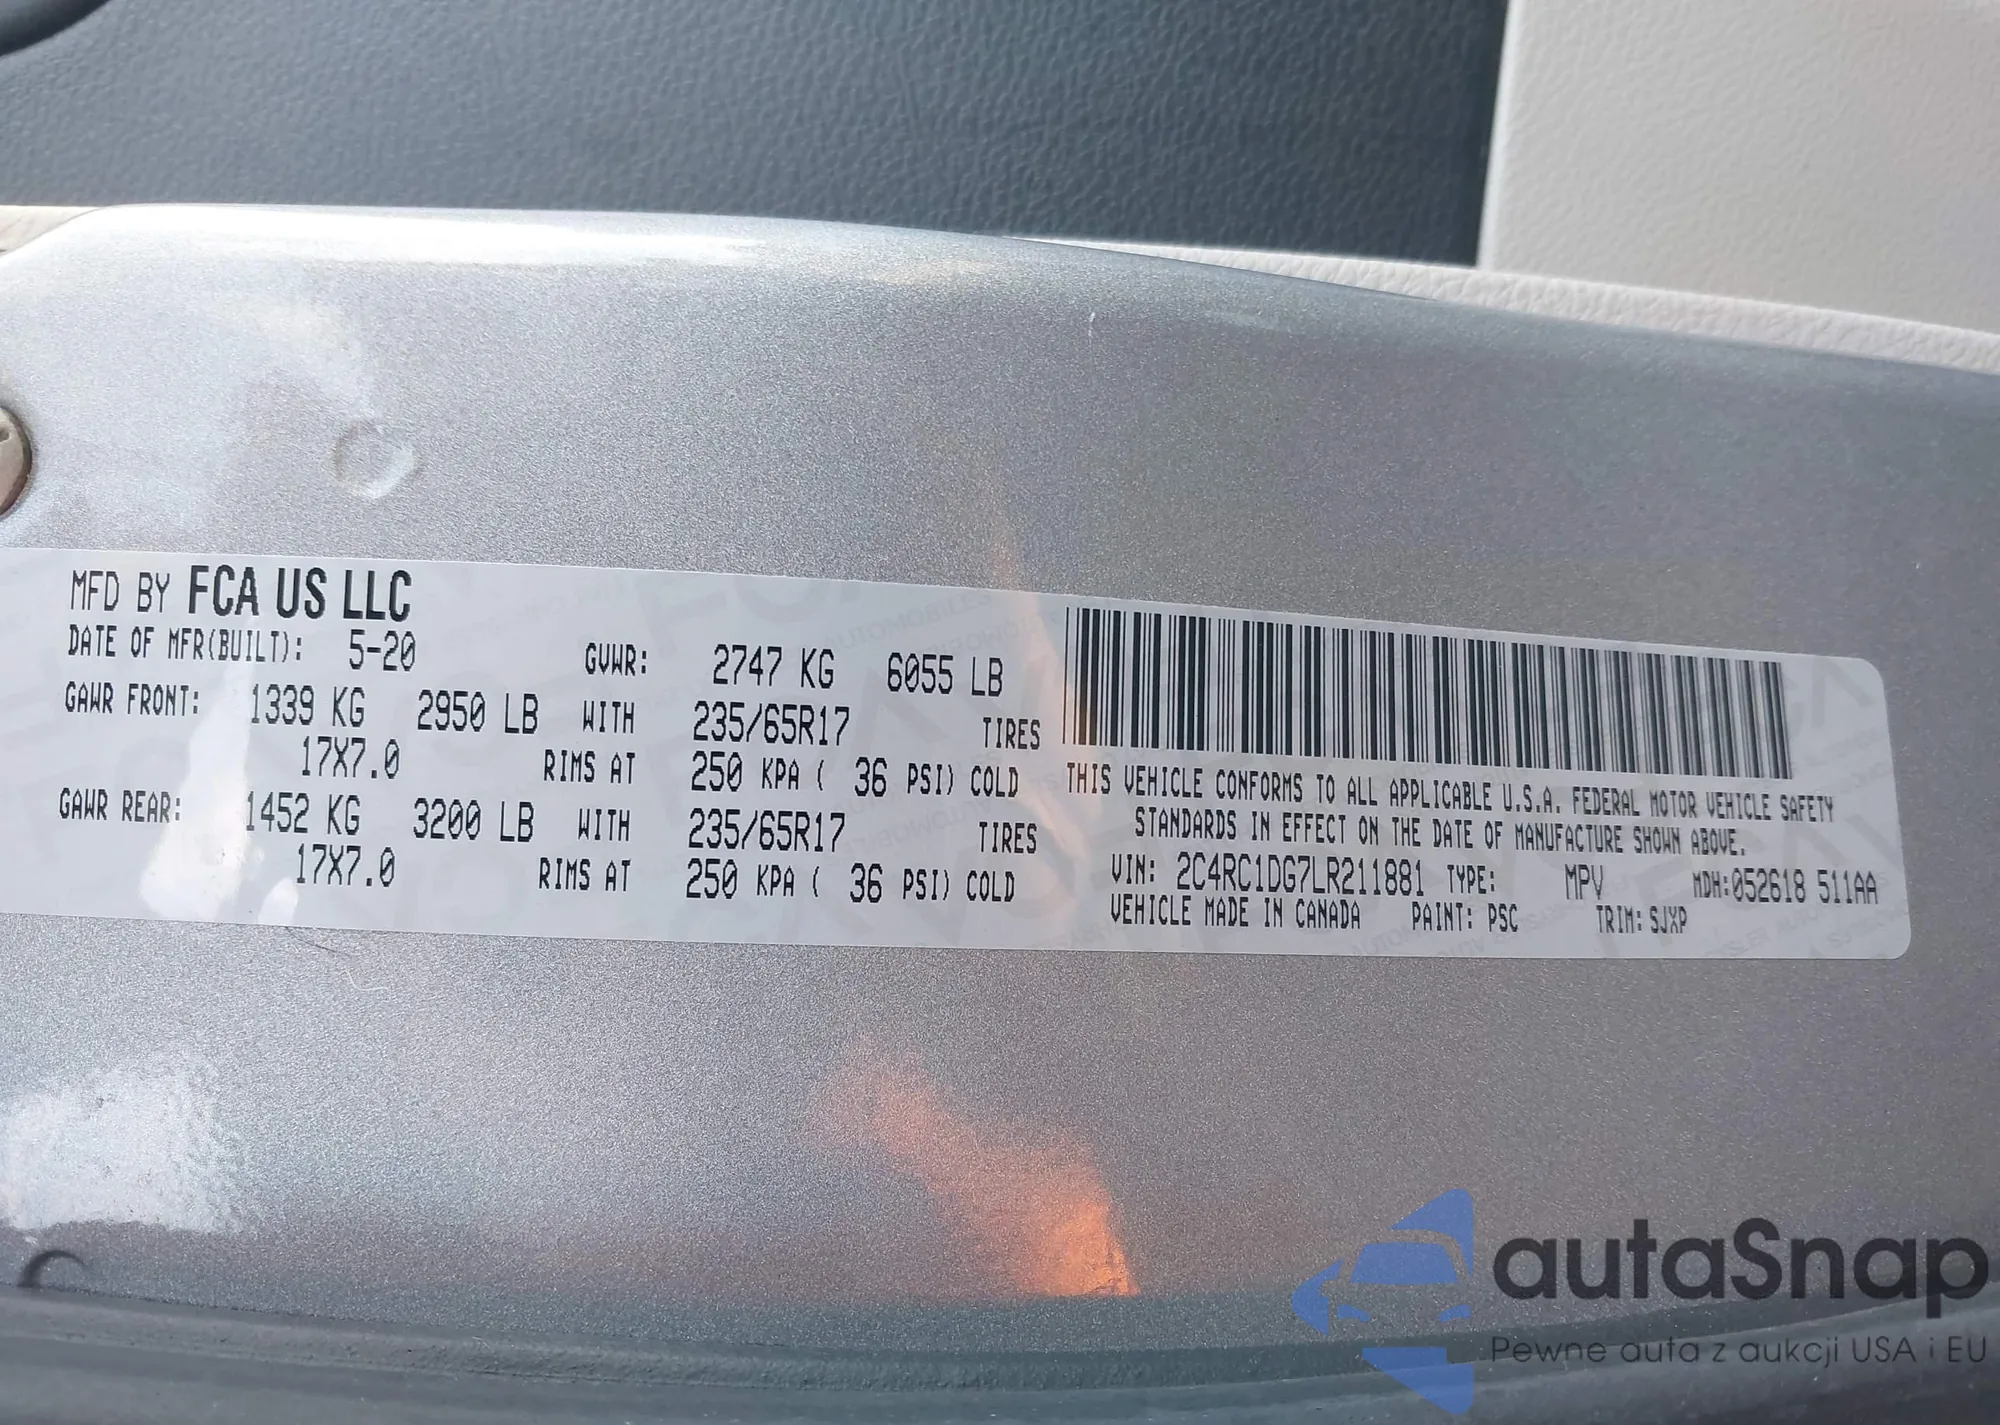 MFD BY FCA US LLC
DATE OF MFR(BUILT): 5-20 GVWR: 2747 KG 6055 LB
GAWR FRONT: 1339 KG 2950 LB WITH 235/65R17 TIRES
17X7.0 RIMS AT 250 KPA ( 36 PSI) COLD
GAWR REAR: 1452 KG 3200 LB WITH 235/65R17 TIRES
17X7.0 RIMS AT 250 KPA ( 36 PSI) COLD
THIS VEHICLE CONFORMS TO ALL APPLICABLE U.S.A. FEDERAL MOTOR VEHICLE SAFETY
STANDARDS IN EFFECT ON THE DATE OF MANUFACTURE SHOWN ABOVE.
VIN: 2C4RC1DG7LR211881 TYPE: MPV MDH:052618 511AA
VEHICLE MADE IN CANADA PAINT: PSC TRIM: SJXP
autaSnap
Pewne auta z aukcji USA i EU